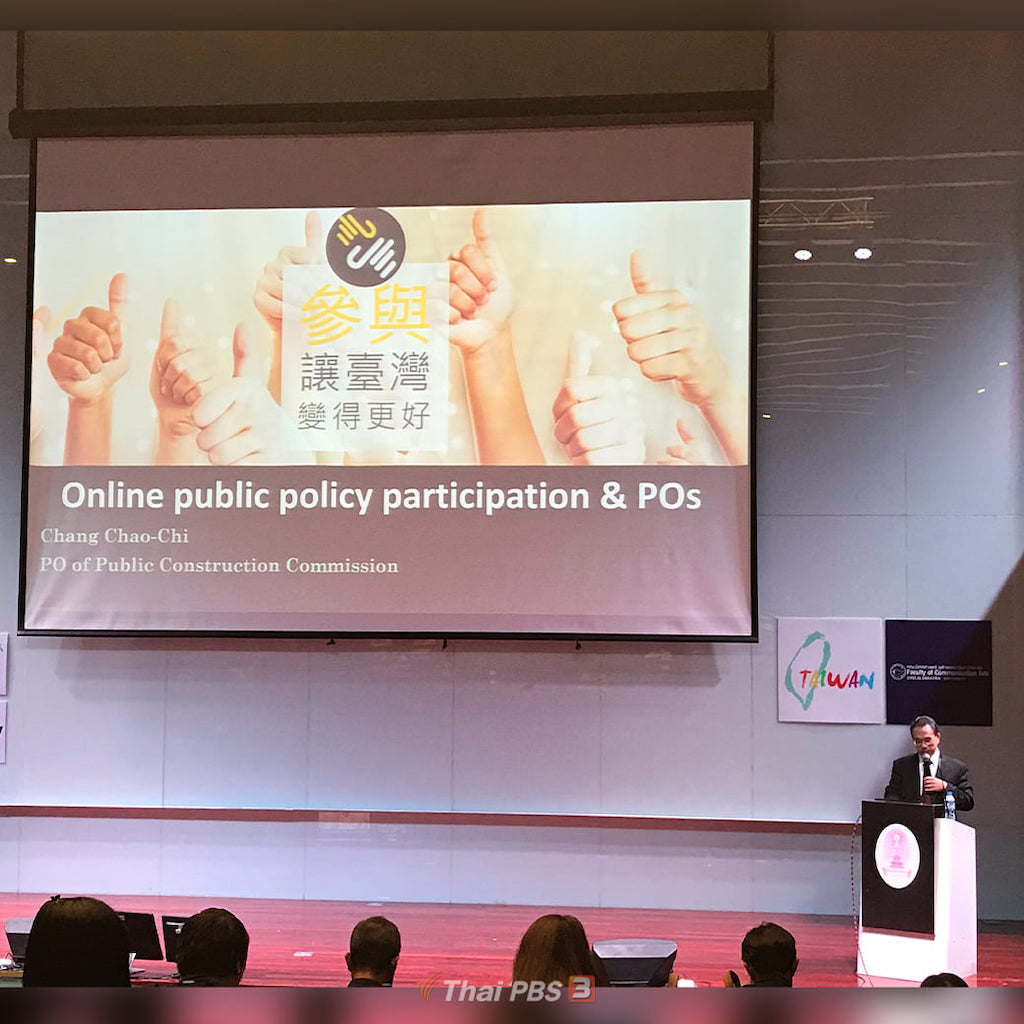 參與
讓臺灣
變得更好
Online public policy participation & POs
Chang Chao-Chi
PO of Public Construction Commission
TAIWAN
Faculty of Communication Arts
Thai PBS 3